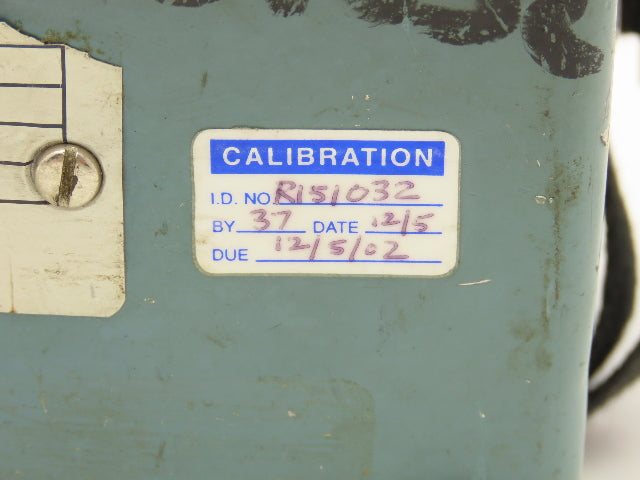 CALIBRATION
I.D. NO R151032
BY 37 DATE 12/5
DUE 12/5/02